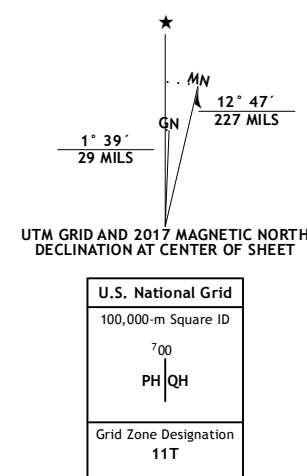 ★
MN
GN
1° 39´
29 MILS
12° 47´
227 MILS
UTM GRID AND 2017 MAGNETIC NORTH
DECLINATION AT CENTER OF SHEET
U.S. National Grid
100,000-m Square ID
⁷00
PH QH
Grid Zone Designation
11T